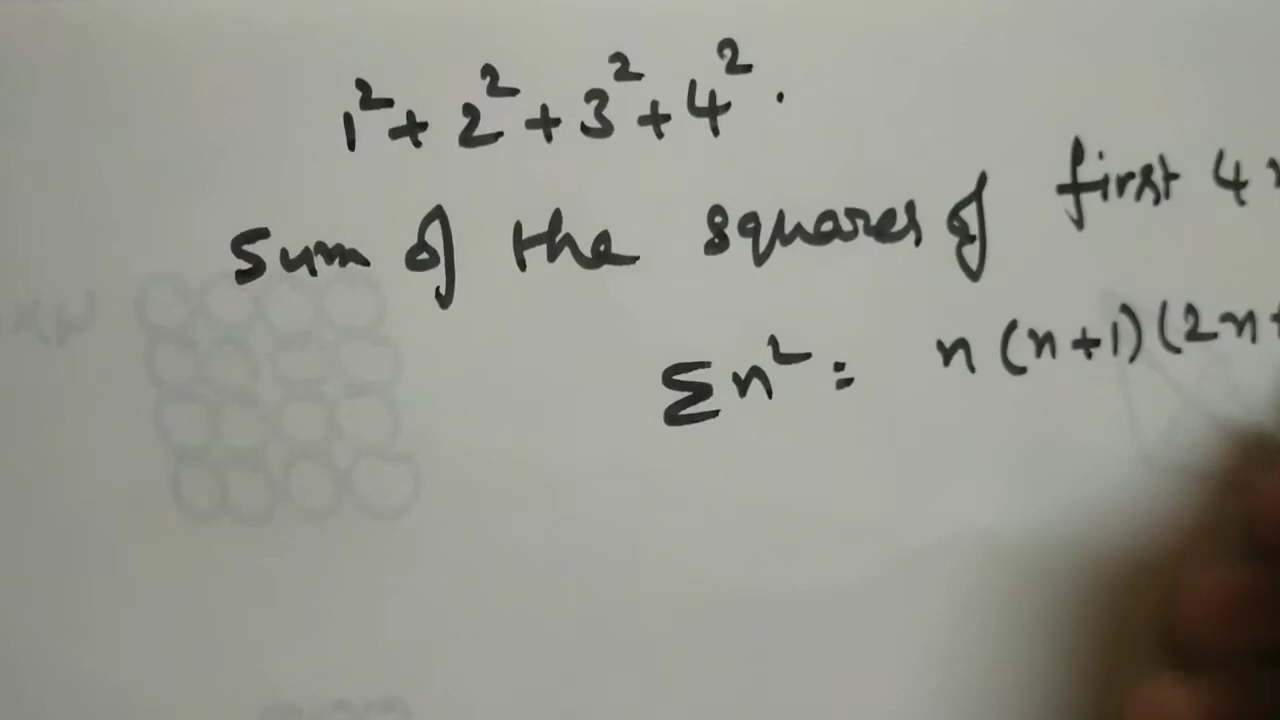 1² + 2² + 3² + 4² .
Sum of the squares of first 4
Σn² = n (n+1) (2n+